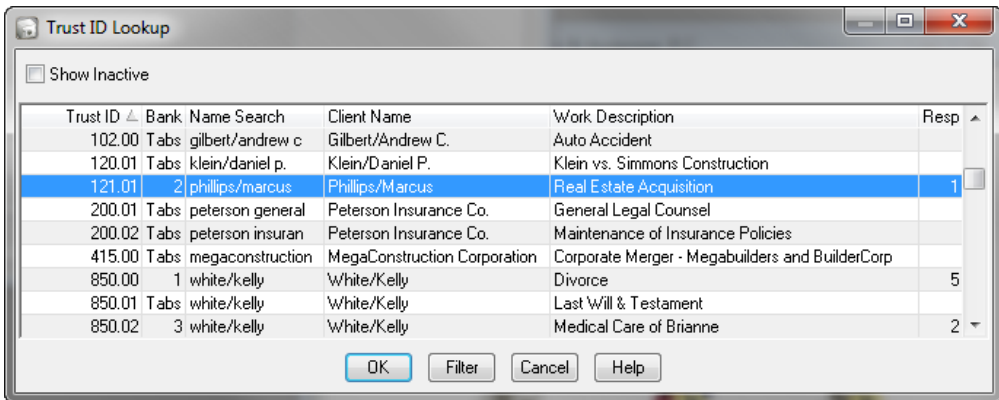 Trust ID Lookup
Show Inactive
Trust ID Bank Name Search Client Name Work Description Resp
102.00 Tabs gilbert/andrew c Gilbert/Andrew C. Auto Accident
120.01 Tabs klein/daniel p. Klein/Daniel P. Klein vs. Simmons Construction
121.01 2 phillips/marcus Phillips/Marcus Real Estate Acquisition 1
200.01 Tabs peterson general Peterson Insurance Co. General Legal Counsel
200.02 Tabs peterson insuran Peterson Insurance Co. Maintenance of Insurance Policies
415.00 Tabs megaconstruction MegaConstruction Corporation Corporate Merger - Megabuilders and BuilderCorp
850.00 1 white/kelly White/Kelly Divorce 5
850.01 Tabs white/kelly White/Kelly Last Will & Testament
850.02 3 white/kelly White/Kelly Medical Care of Brianne 2
OK Filter Cancel Help